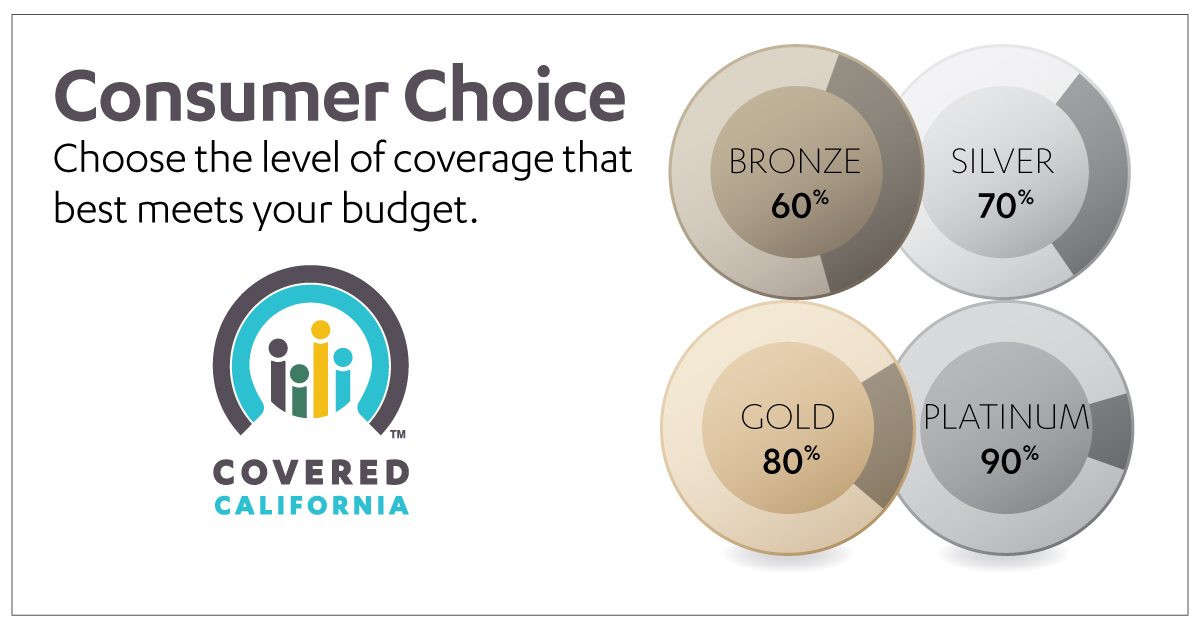 Consumer Choice
Choose the level of coverage that
best meets your budget.
TM
COVERED
CALIFORNIA
BRONZE
60%
SILVER
70%
GOLD
80%
PLATINUM
90%